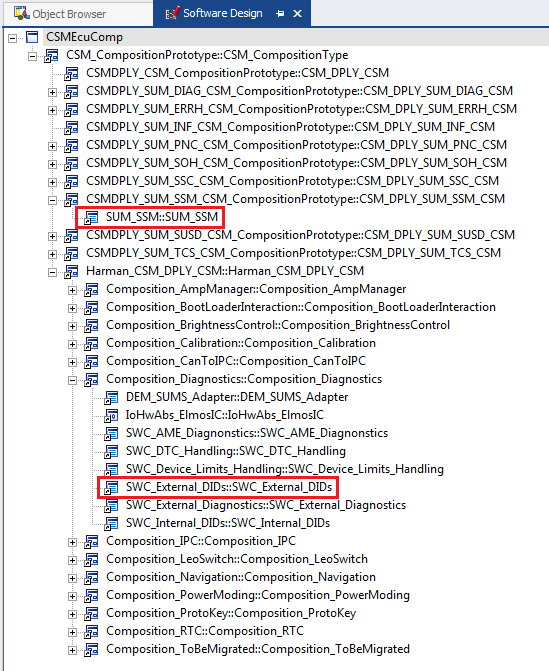 Object Browser
Software Design
CSMEcuComp
CSM_CompositionPrototype::CSM_CompositionType
CSMDPLY_CSM_CompositionPrototype::CSM_DPLY_CSM
CSMDPLY_SUM_DIAG_CSM_CompositionPrototype::CSM_DPLY_SUM_DIAG_CSM
CSMDPLY_SUM_ERRH_CSM_CompositionPrototype::CSM_DPLY_SUM_ERRH_CSM
CSMDPLY_SUM_INF_CSM_CompositionPrototype::CSM_DPLY_SUM_INF_CSM
CSMDPLY_SUM_PNC_CSM_CompositionPrototype::CSM_DPLY_SUM_PNC_CSM
CSMDPLY_SUM_SOH_CSM_CompositionPrototype::CSM_DPLY_SUM_SOH_CSM
CSMDPLY_SUM_SSC_CSM_CompositionPrototype::CSM_DPLY_SUM_SSC_CSM
CSMDPLY_SUM_SSM_CSM_CompositionPrototype::CSM_DPLY_SUM_SSM_CSM
SUM_SSM::SUM_SSM
CSMDPLY_SUM_SUSD_CSM_CompositionPrototype::CSM_DPLY_SUM_SUSD_CSM
CSMDPLY_SUM_TCS_CSM_CompositionPrototype::CSM_DPLY_SUM_TCS_CSM
Harman_CSM_DPLY_CSM::Harman_CSM_DPLY_CSM
Composition_AmpManager::Composition_AmpManager
Composition_BootLoaderInteraction::Composition_BootLoaderInteraction
Composition_BrightnessControl::Composition_BrightnessControl
Composition_Calibration::Composition_Calibration
Composition_CanToIPC::Composition_CanToIPC
Composition_Diagnostics::Composition_Diagnostics
DEM_SUMS_Adapter::DEM_SUMS_Adapter
IoHwAbs_ElmosIC::IoHwAbs_ElmosIC
SWC_AME_Diagnonstics::SWC_AME_Diagnonstics
SWC_DTC_Handling::SWC_DTC_Handling
SWC_Device_Limits_Handling::SWC_Device_Limits_Handling
SWC_External_DIDs::SWC_External_DIDs
SWC_External_Diagnostics::SWC_External_Diagnostics
SWC_Internal_DIDs::SWC_Internal_DIDs
Composition_IPC::Composition_IPC
Composition_LeoSwitch::Composition_LeoSwitch
Composition_Navigation::Composition_Navigation
Composition_PowerModing::Composition_PowerModing
Composition_ProtoKey::Composition_ProtoKey
Composition_RTC::Composition_RTC
Composition_ToBeMigrated::Composition_ToBeMigrated